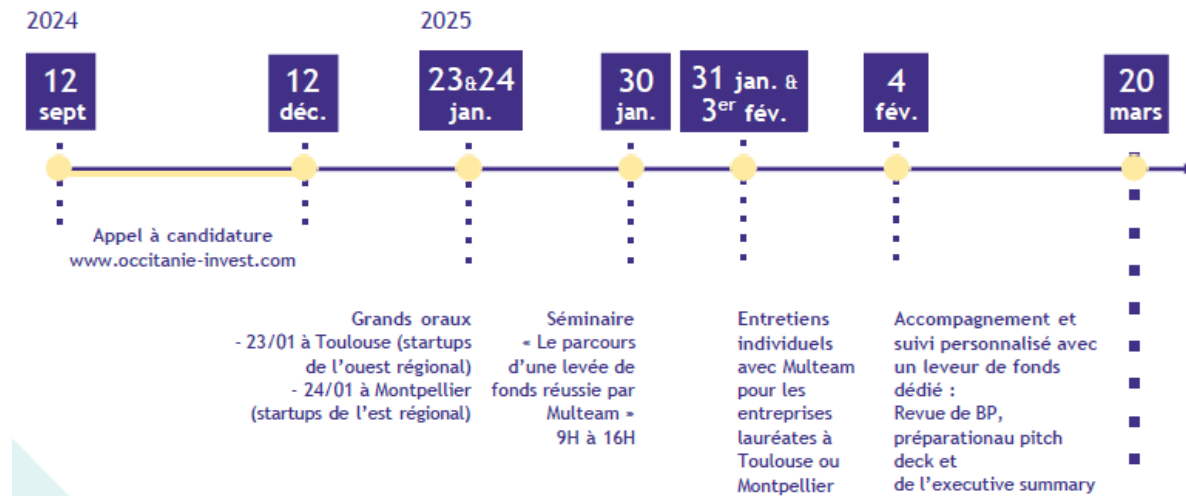 2024
2025
12
sept
12
déc.
23&24
jan.
30
jan.
31 jan. &
3er fév.
4
fév.
20
mars
Appel à candidature
www.occitanie-invest.com
Grands oraux
- 23/01 à Toulouse (startups
de l'ouest régional)
- 24/01 à Montpellier
(startups de l'est régional)
Séminaire
« Le parcours
d'une levée de
fonds réussie par
Multeam »
9H à 16H
Entretiens
individuels
avec Multeam
pour les
entreprises
lauréates à
Toulouse ou
Montpellier
Accompagnement et
suivi personnalisé avec
un leveur de fonds
dédié :
Revue de BP,
préparationau pitch
deck et
de l'executive summary